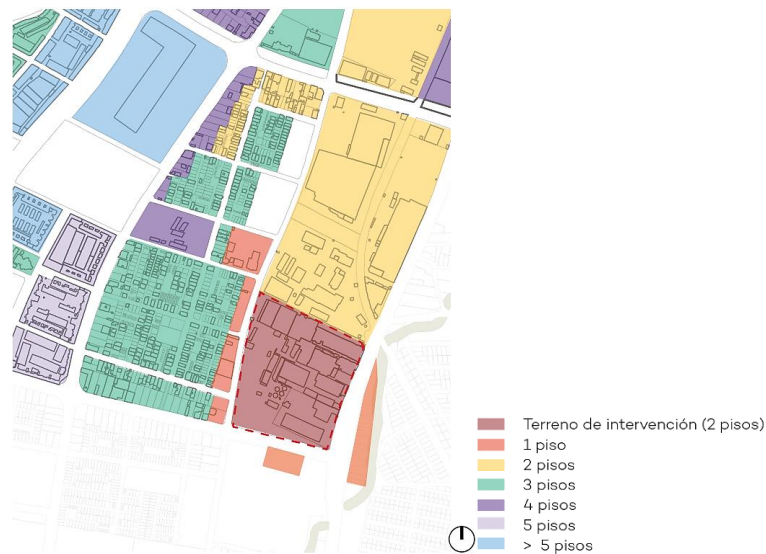 Terreno de intervención (2 pisos)
1 piso
2 pisos
3 pisos
4 pisos
5 pisos
> 5 pisos